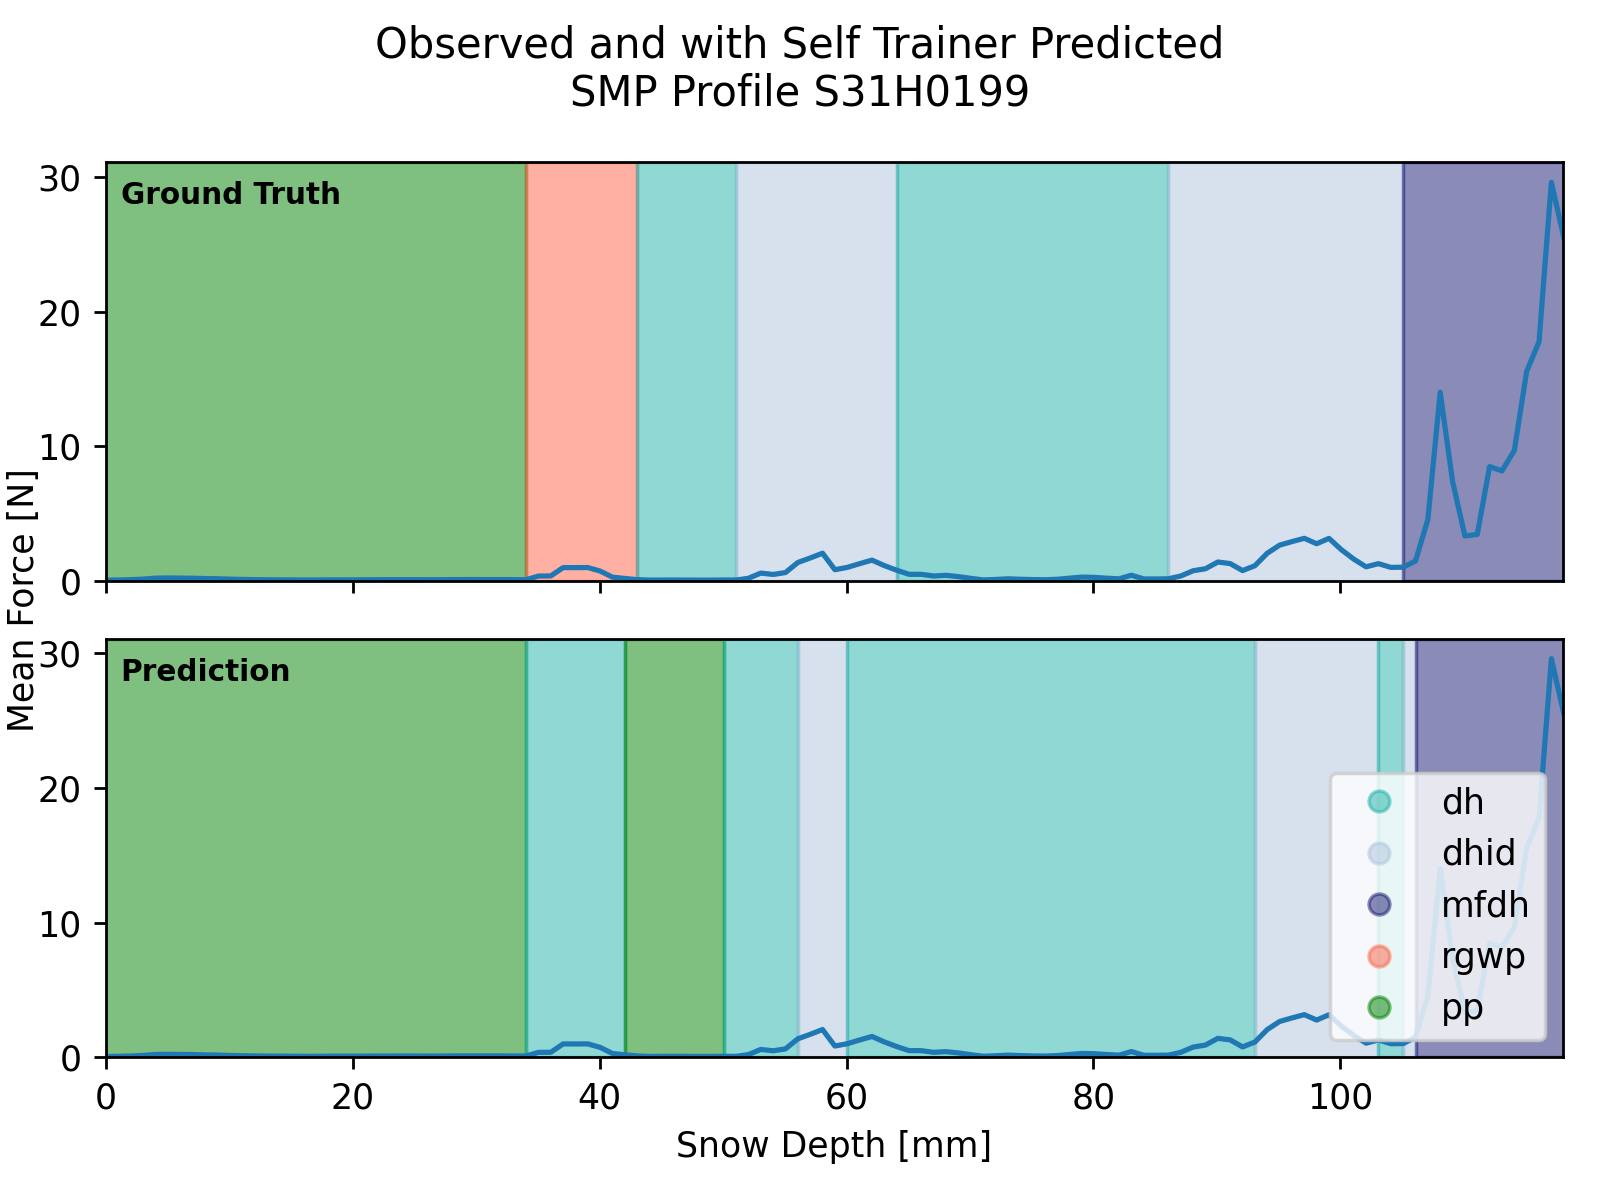 Observed and with Self Trainer Predicted
SMP Profile S31H0199
30
Ground Truth
20
10
0
Mean Force [N]
30
Prediction
20
10
0
dh
dhid
mfdh
rgwp
pp
0 20 40 60 80 100
Snow Depth [mm]